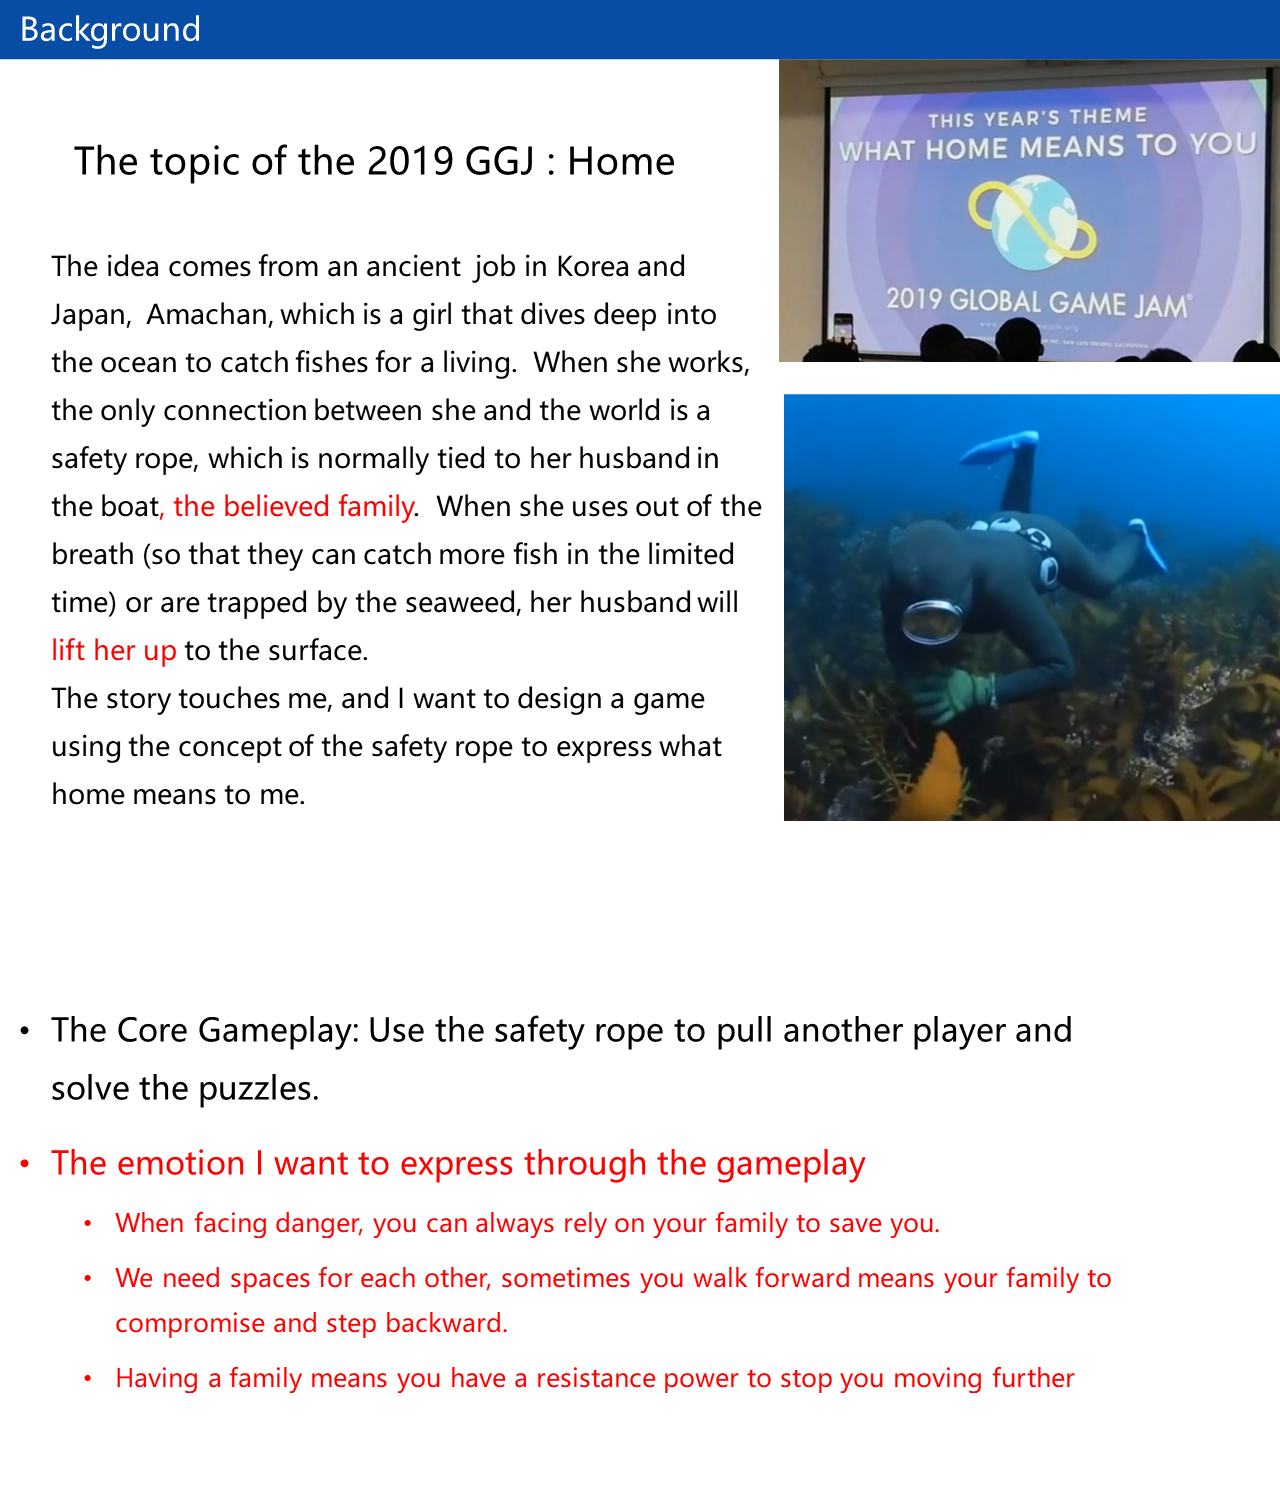 Background
The topic of the 2019 GGJ : Home
THIS YEAR'S THEME
WHAT HOME MEANS TO YOU
2019 GLOBAL GAME JAM®
The idea comes from an ancient job in Korea and
Japan, Amachan, which is a girl that dives deep into
the ocean to catch fishes for a living. When she works,
the only connection between she and the world is a
safety rope, which is normally tied to her husband in
the boat, the believed family. When she uses out of the
breath (so that they can catch more fish in the limited
time) or are trapped by the seaweed, her husband will
lift her up to the surface.
The story touches me, and I want to design a game
using the concept of the safety rope to express what
home means to me.
• The Core Gameplay: Use the safety rope to pull another player and
solve the puzzles.
• The emotion I want to express through the gameplay
• When facing danger, you can always rely on your family to save you.
• We need spaces for each other, sometimes you walk forward means your family to
compromise and step backward.
• Having a family means you have a resistance power to stop you moving further